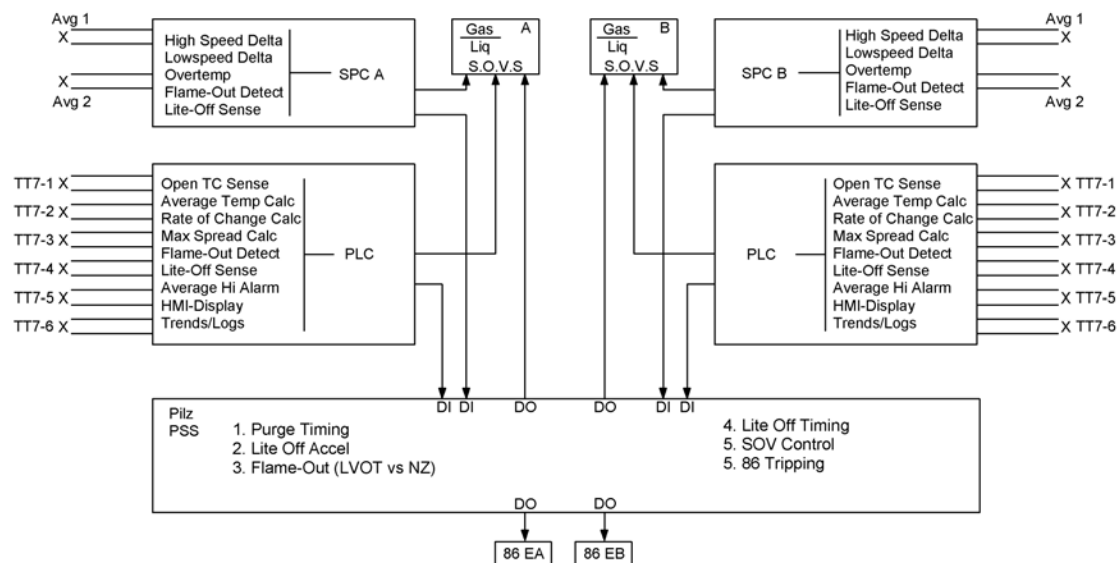 Avg 1
X
X
Avg 2
High Speed Delta
Lowspeed Delta
Overtemp
Flame-Out Detect
Lite-Off Sense
SPC A
Gas
Liq
S.O.V.S
A
Gas
Liq
S.O.V.S
B
SPC B
High Speed Delta
Lowspeed Delta
Overtemp
Flame-Out Detect
Lite-Off Sense
Avg 1
X
X
Avg 2
TT7-1 X
TT7-2 X
TT7-3 X
TT7-4 X
TT7-5 X
TT7-6 X
Open TC Sense
Average Temp Calc
Rate of Change Calc
Max Spread Calc
Flame-Out Detect
Lite-Off Sense
Average Hi Alarm
HMI-Display
Trends/Logs
PLC
PLC
Open TC Sense
Average Temp Calc
Rate of Change Calc
Max Spread Calc
Flame-Out Detect
Lite-Off Sense
Average Hi Alarm
HMI-Display
Trends/Logs
X TT7-1
X TT7-2
X TT7-3
X TT7-4
X TT7-5
X TT7-6
DI DI DO DO DI DI
Pilz
PSS
1. Purge Timing
2. Lite Off Accel
3. Flame-Out (LVOT vs NZ)
4. Lite Off Timing
5. SOV Control
5. 86 Tripping
DO DO
86 EA
86 EB